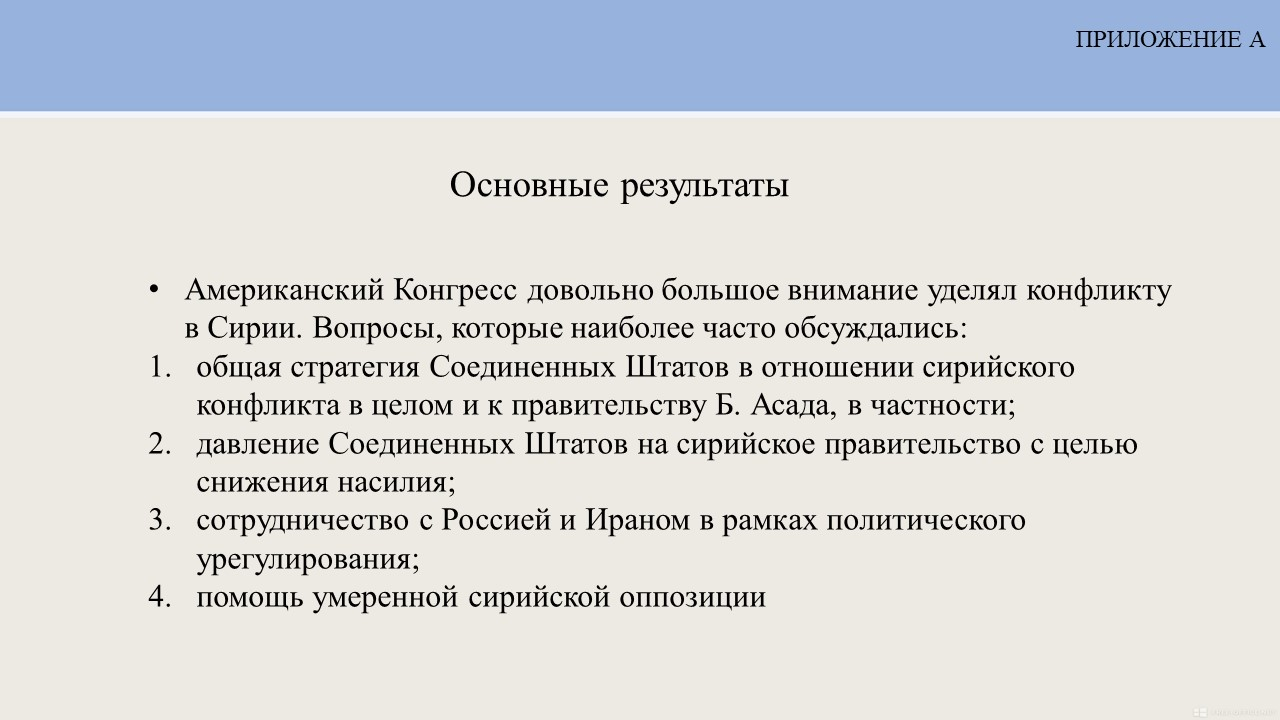 ПРИЛОЖЕНИЕ А
Основные результаты
• Американский Конгресс довольно большое внимание уделял конфликту
в Сирии. Вопросы, которые наиболее часто обсуждались:
1. общая стратегия Соединенных Штатов в отношении сирийского
конфликта в целом и к правительству Б. Асада, в частности;
2. давление Соединенных Штатов на сирийское правительство с целью
снижения насилия;
3. сотрудничество с Россией и Ираном в рамках политического
урегулирования;
4. помощь умеренной сирийской оппозиции